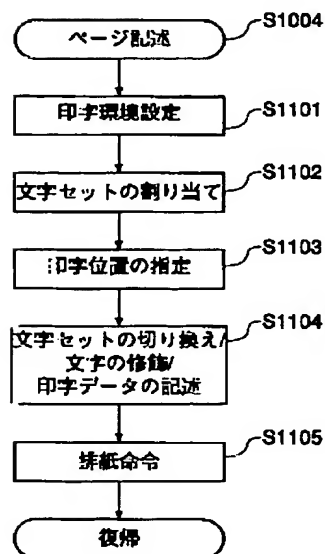 ページ記述
S1004
印字環境設定
S1101
文字セットの割り当て
S1102
印字位置の指定
S1103
文字セットの切り換え/
文字の修飾/
印字データの記述
S1104
排紙命令
S1105
復帰